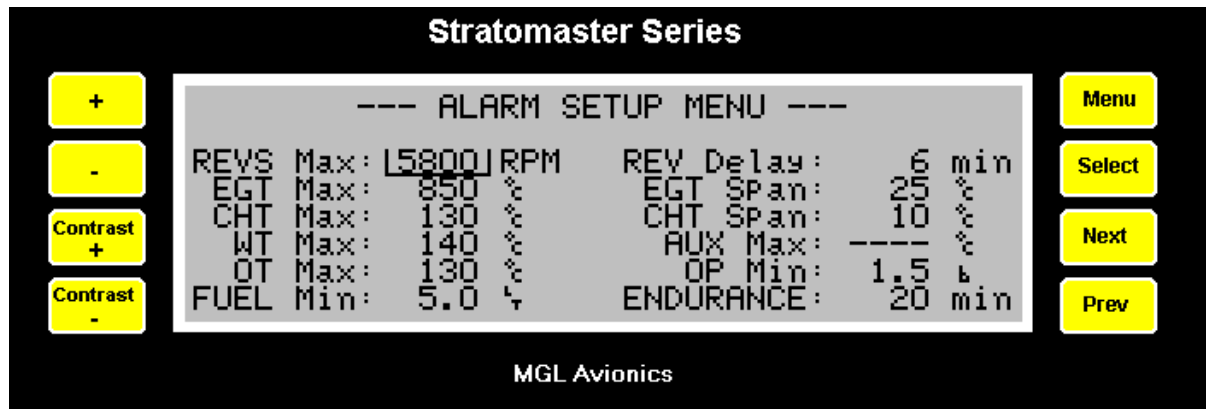 Stratomaster Series
+
-
Contrast
+
Contrast
-
--- ALARM SETUP MENU ---
REVS Max: 5800 RPM REV Delay: 6 min
EGT Max: 850 °c EGT Span: 25 °c
CHT Max: 130 °c CHT Span: 10 °c
WT Max: 140 °c AUX Max: ---- °c
OT Max: 130 °c OP Min: 1.5 b
FUEL Min: 5.0 ENDURANCE: 20 min
Menu
Select
Next
Prev
MGL Avionics